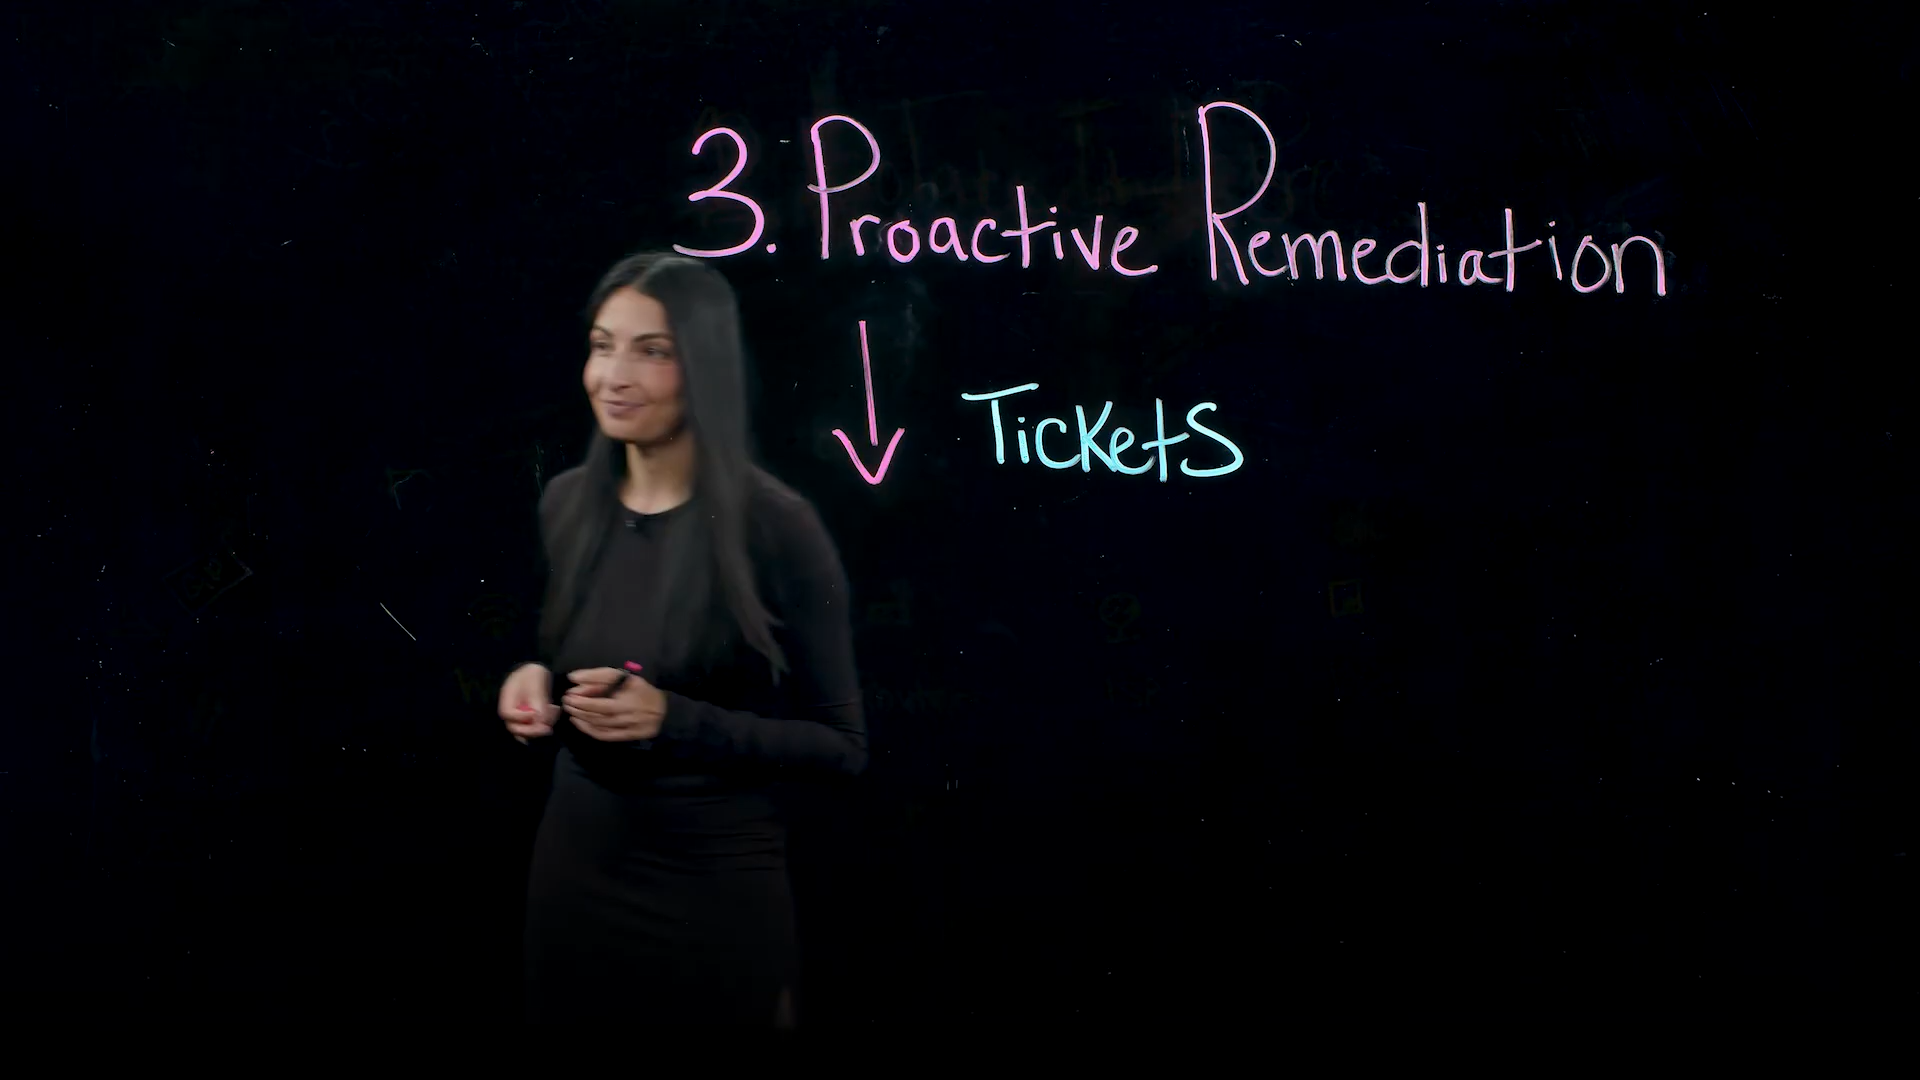 3. Proactive Remediation
↓ Tickets